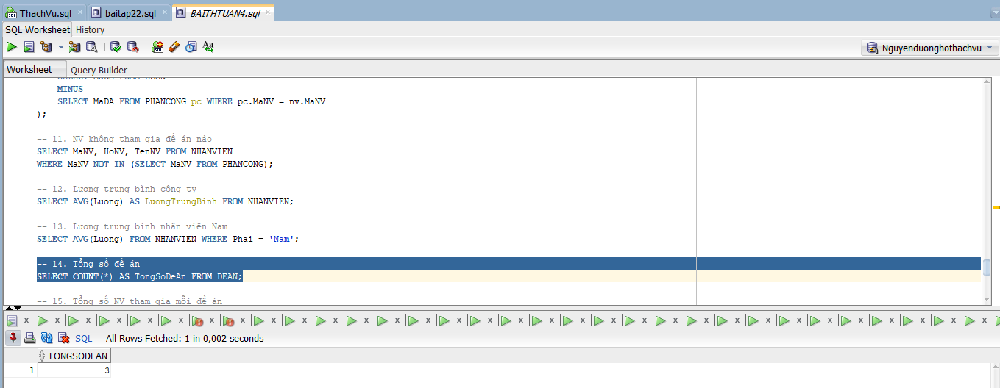 ThachVu.sql × baitap22.sql × BAITHTUAN4.sql ×
SQL Worksheet History
Aa Nguyenduonghothachvu
Worksheet Query Builder
SELECT MaDA FROM DEAN
MINUS
SELECT MaDA FROM PHANCONG pc WHERE pc.MaNV = nv.MaNV
);
-- 11. NV không tham gia đề án nào
SELECT MaNV, HoNV, TenNV FROM NHANVIEN
WHERE MaNV NOT IN (SELECT MaNV FROM PHANCONG);
-- 12. Lương trung bình công ty
SELECT AVG(Luong) AS LuongTrungBinh FROM NHANVIEN;
-- 13. Lương trung bình nhân viên Nam
SELECT AVG(Luong) FROM NHANVIEN WHERE Phai = 'Nam';
-- 14. Tổng số đề án
SELECT COUNT(*) AS TongSoDeAn FROM DEAN;
-- 15. Tổng số NV tham gia mỗi đề án
SQL | All Rows Fetched: 1 in 0,002 seconds
TONGSODEAN
1 3